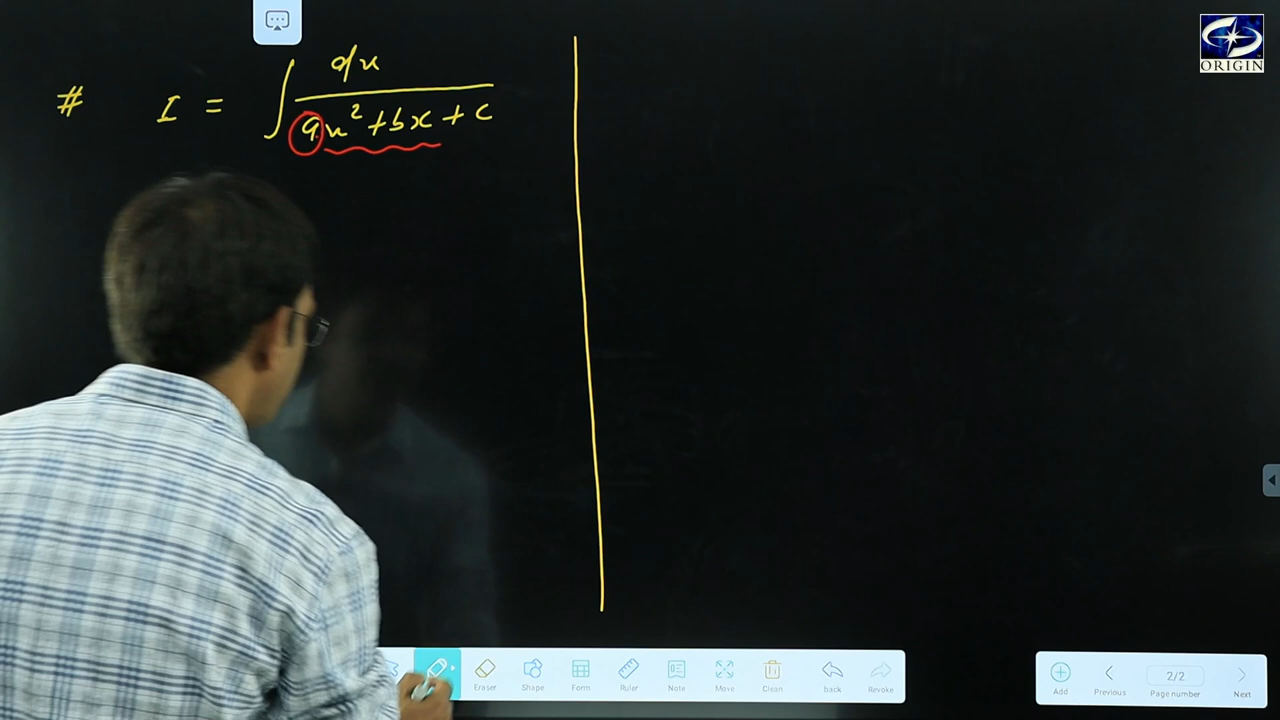 # I = ∫ dx / (ax² + bx + c)
ORIGIN
Eraser Shape Form Ruler Note Move Clean back Revoke
Add Previous 2/2 Page number Next